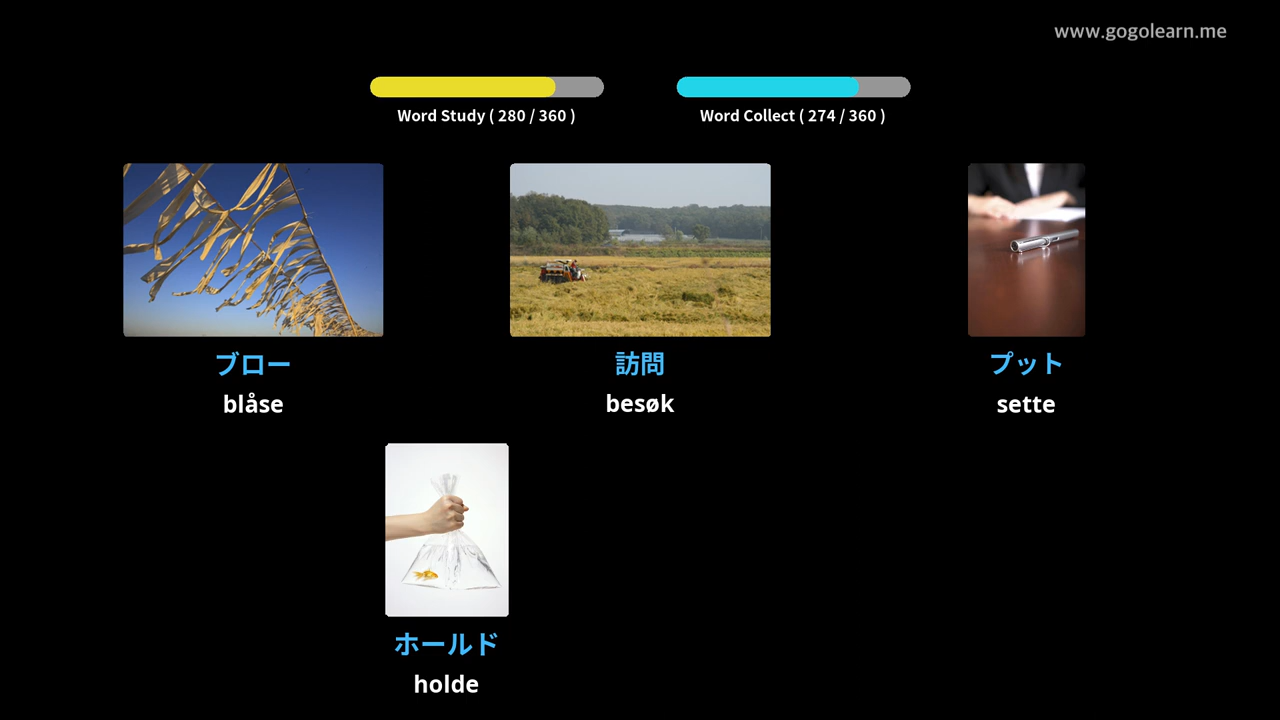 www.gogolearn.me
Word Study ( 280 / 360 )
Word Collect ( 274 / 360 )
ブロー
blåse
訪問
besøk
プット
sette
ホールド
holde